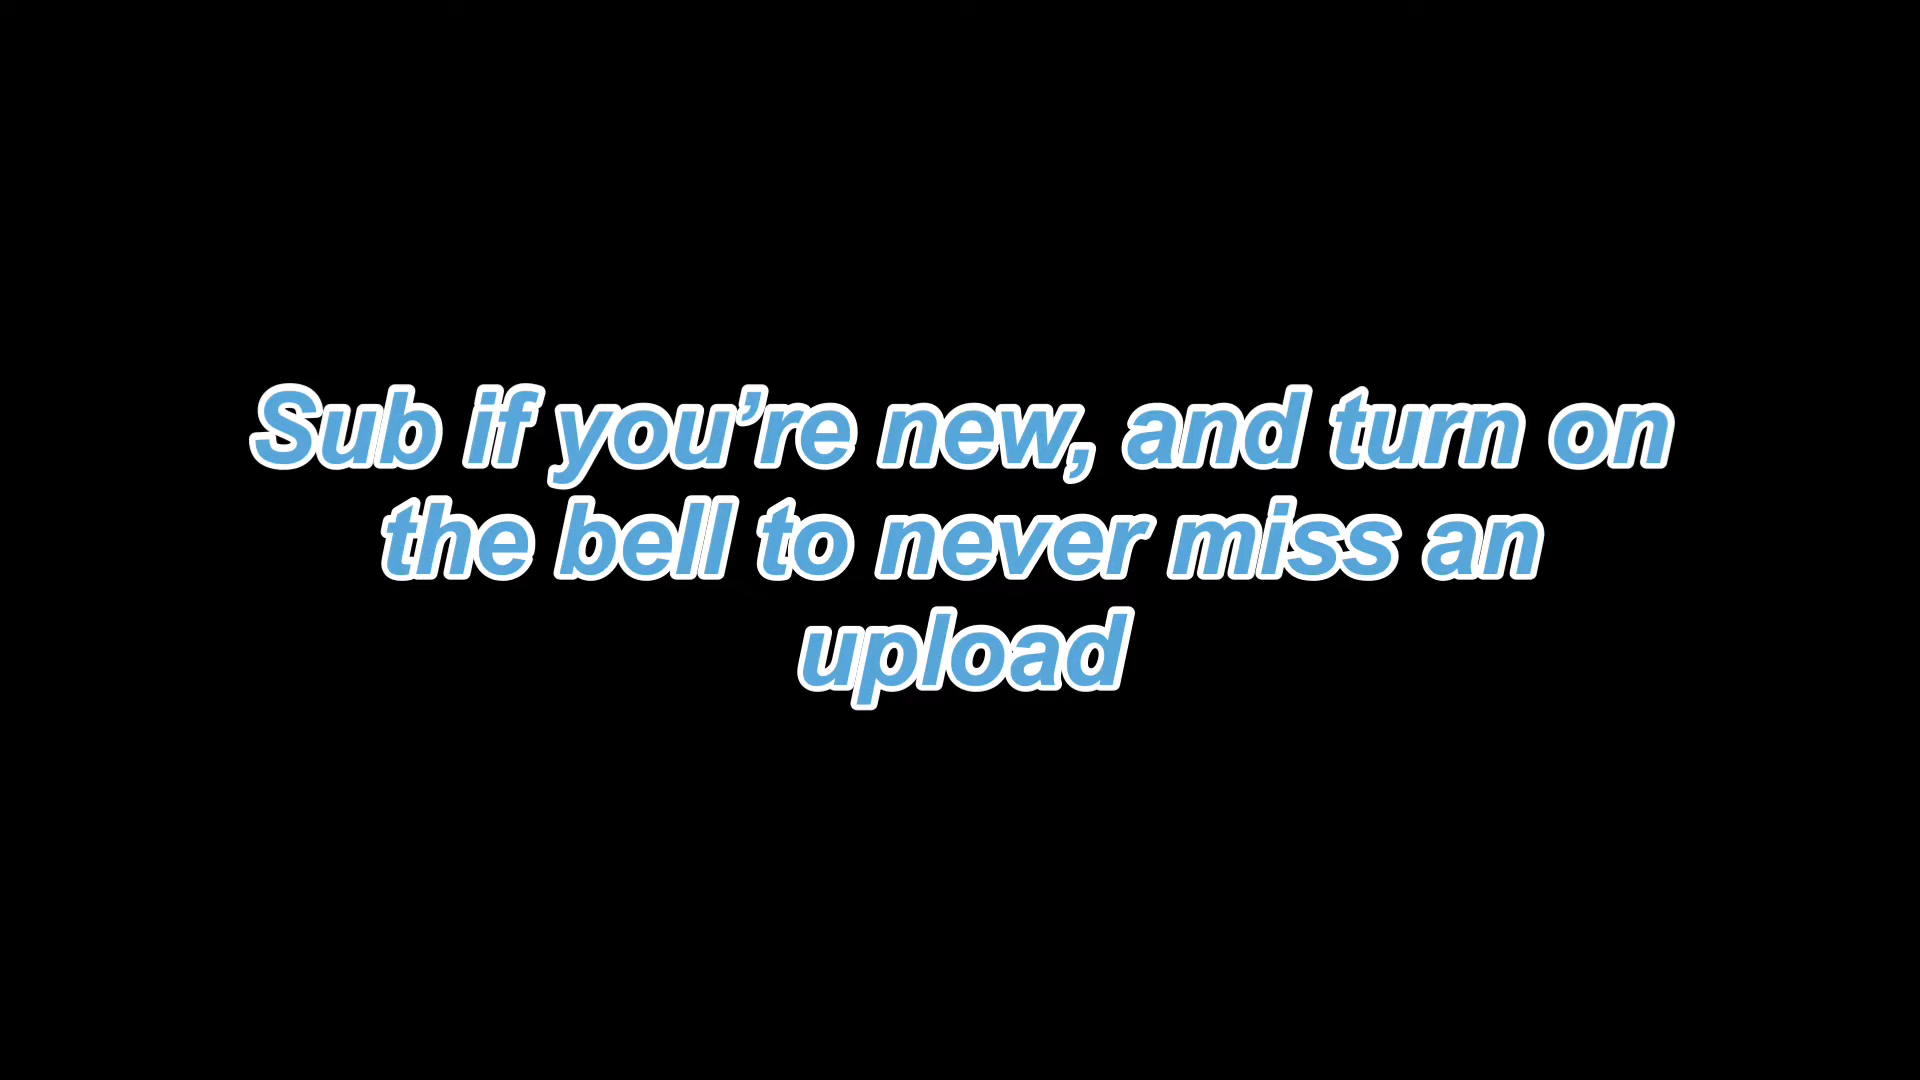 Sub if you’re new, and turn on
the bell to never miss an
upload